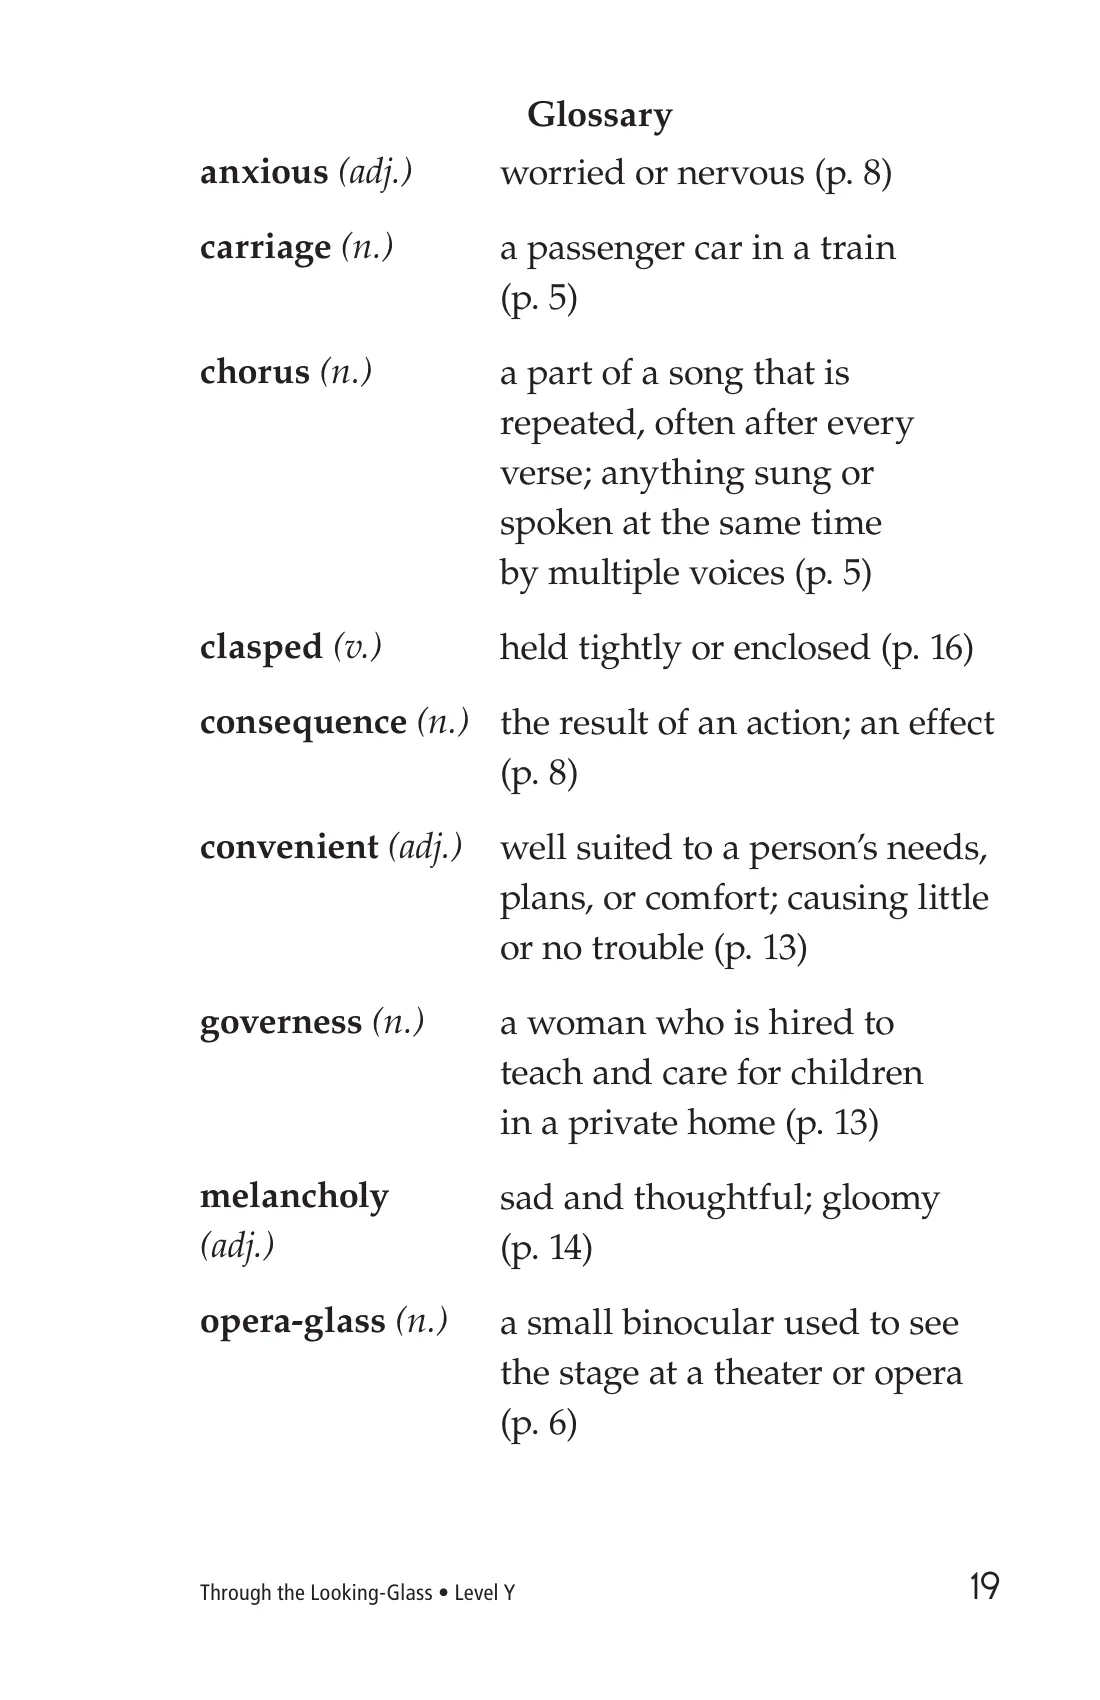 Glossary
anxious (adj.) worried or nervous (p. 8)
carriage (n.) a passenger car in a train
(p. 5)
chorus (n.) a part of a song that is
repeated, often after every
verse; anything sung or
spoken at the same time
by multiple voices (p. 5)
clasped (v.) held tightly or enclosed (p. 16)
consequence (n.) the result of an action; an effect
(p. 8)
convenient (adj.) well suited to a person’s needs,
plans, or comfort; causing little
or no trouble (p. 13)
governess (n.) a woman who is hired to
teach and care for children
in a private home (p. 13)
melancholy sad and thoughtful; gloomy
(adj.) (p. 14)
opera-glass (n.) a small binocular used to see
the stage at a theater or opera
(p. 6)
Through the Looking-Glass • Level Y 19